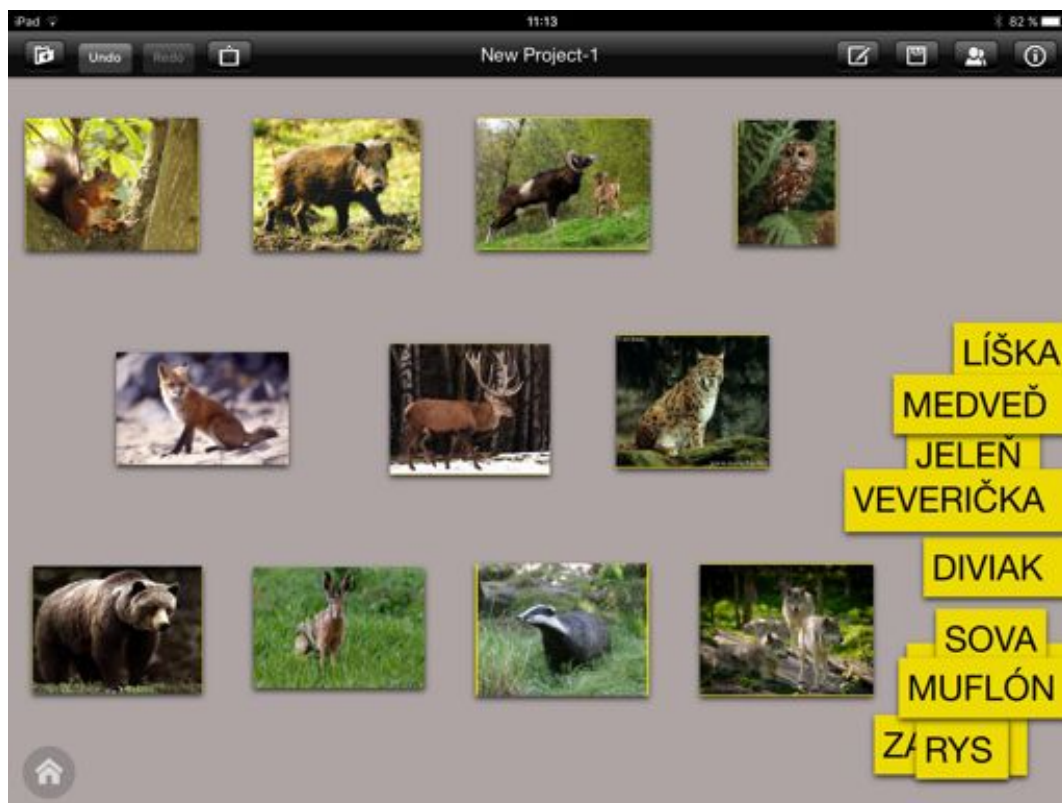 iPad
11:13
82 %
Undo
Redo
New Project-1
LÍŠKA
MEDVEĎ
JELEŇ
VEVERIČKA
DIVIAK
SOVA
MUFLÓN
RYS